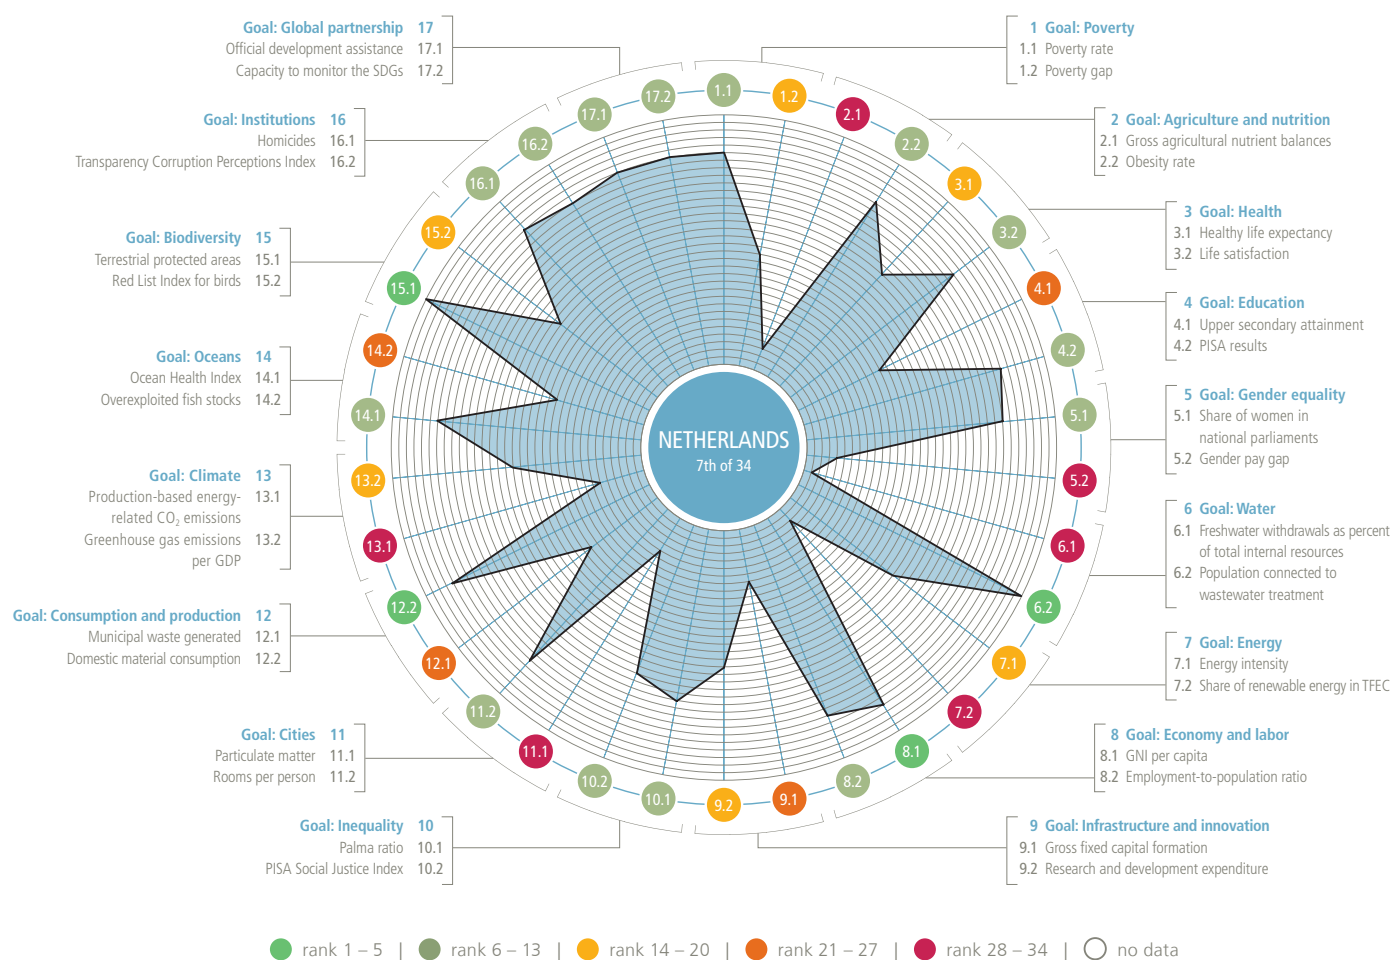 Goal: Global partnership 17
Official development assistance 17.1
Capacity to monitor the SDGs 17.2
Goal: Institutions 16
Homicides 16.1
Transparency Corruption Perceptions Index 16.2
Goal: Biodiversity 15
Terrestrial protected areas 15.1
Red List Index for birds 15.2
Goal: Oceans 14
Ocean Health Index 14.1
Overexploited fish stocks 14.2
Goal: Climate 13
Production-based energy- 13.1
related CO₂ emissions
Greenhouse gas emissions 13.2
per GDP
Goal: Consumption and production 12
Municipal waste generated 12.1
Domestic material consumption 12.2
Goal: Cities 11
Particulate matter 11.1
Rooms per person 11.2
Goal: Inequality 10
Palma ratio 10.1
PISA Social Justice Index 10.2
1 Goal: Poverty
1.1 Poverty rate
1.2 Poverty gap
2 Goal: Agriculture and nutrition
2.1 Gross agricultural nutrient balances
2.2 Obesity rate
3 Goal: Health
3.1 Healthy life expectancy
3.2 Life satisfaction
4 Goal: Education
4.1 Upper secondary attainment
4.2 PISA results
5 Goal: Gender equality
5.1 Share of women in
national parliaments
5.2 Gender pay gap
6 Goal: Water
6.1 Freshwater withdrawals as percent
of total internal resources
6.2 Population connected to
wastewater treatment
7 Goal: Energy
7.1 Energy intensity
7.2 Share of renewable energy in TFEC
8 Goal: Economy and labor
8.1 GNI per capita
8.2 Employment-to-population ratio
9 Goal: Infrastructure and innovation
9.1 Gross fixed capital formation
9.2 Research and development expenditure
1.1
1.2
2.1
2.2
3.1
3.2
4.1
4.2
5.1
5.2
6.1
6.2
7.1
7.2
8.1
8.2
9.1
9.2
10.1
10.2
11.1
11.2
12.1
12.2
13.1
13.2
14.1
14.2
15.1
15.2
16.1
16.2
17.1
17.2
NETHERLANDS
7th of 34
rank 1 – 5 | rank 6 – 13 | rank 14 – 20 | rank 21 – 27 | rank 28 – 34 | no data